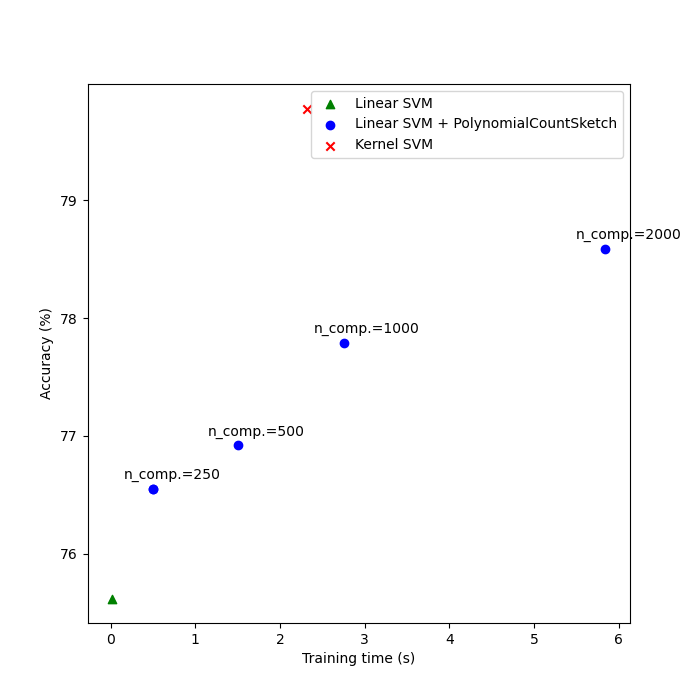 Linear SVM
Linear SVM + PolynomialCountSketch
Kernel SVM
n_comp.=2000
n_comp.=1000
n_comp.=500
n_comp.=250
79
78
77
76
Accuracy (%)
0 1 2 3 4 5 6
Training time (s)